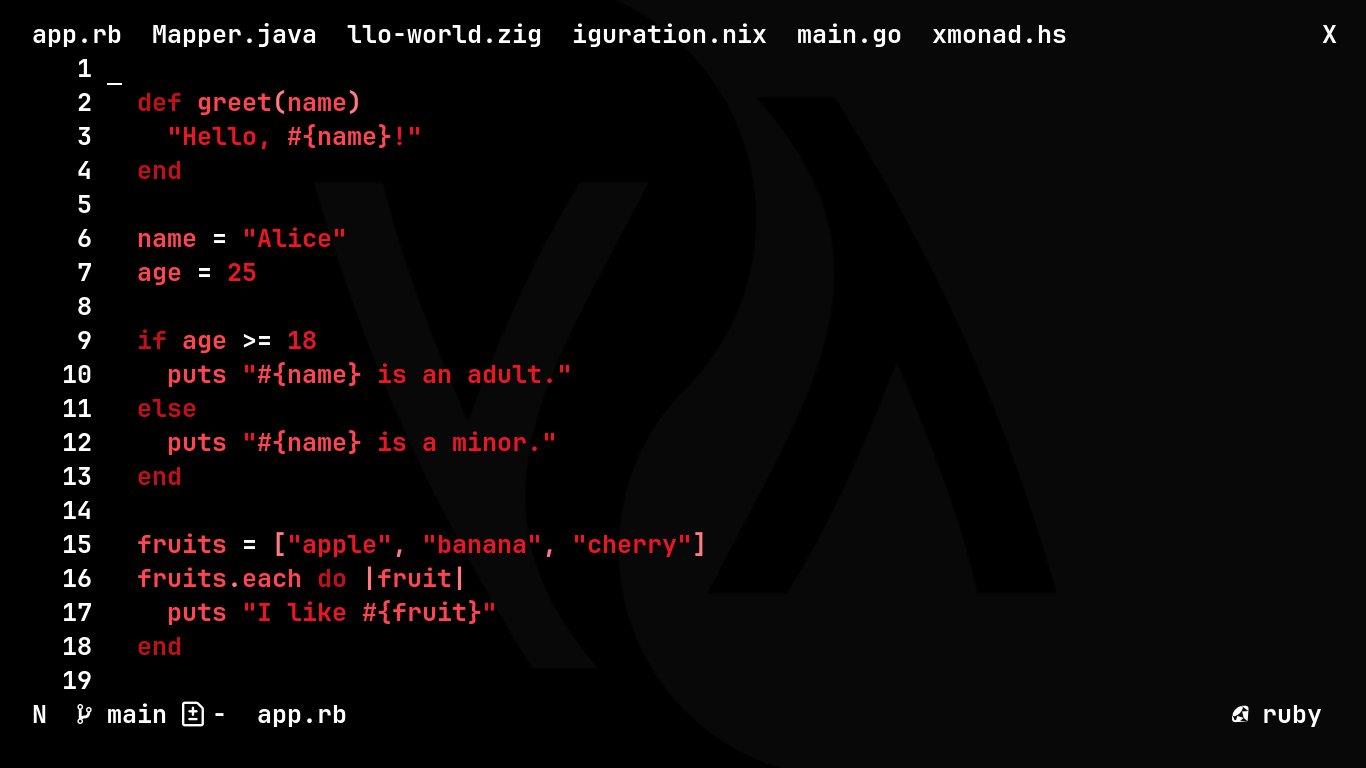 app.rb  Mapper.java  llo-world.zig  iguration.nix  main.go  xmonad.hs  X
1
2 def greet(name)
3   "Hello, #{name}!"
4 end
5
6 name = "Alice"
7 age = 25
8
9 if age >= 18
10   puts "#{name} is an adult."
11 else
12   puts "#{name} is a minor."
13 end
14
15 fruits = ["apple", "banana", "cherry"]
16 fruits.each do |fruit|
17   puts "I like #{fruit}"
18 end
19
N  main -  app.rb  ruby